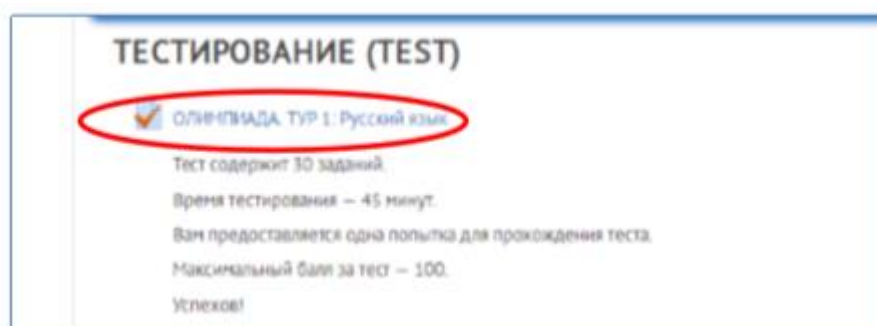 ТЕСТИРОВАНИЕ (TEST)
ОЛИМПИАДА. ТУР 1: Русский язык
Тест содержит 30 заданий.
Время тестирования — 45 минут.
Вам предоставляется одна попытка для прохождения теста.
Максимальный балл за тест — 100.
Успехов!